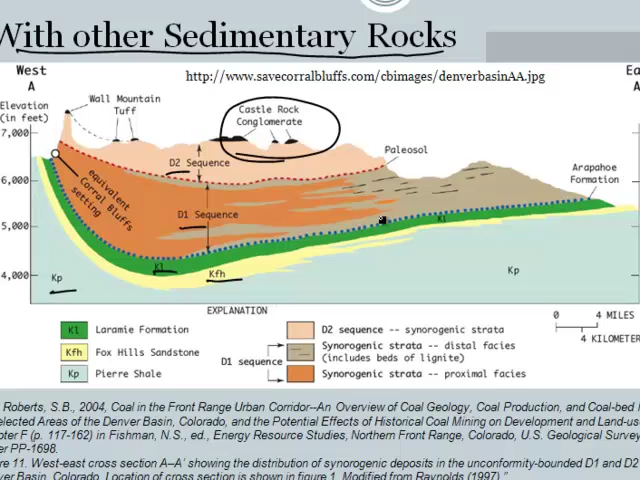 With other Sedimentary Rocks
West
A
http://www.savecorralbluffs.com/cbimages/denverbasinAA.jpg
Ea
A
Elevation
(in feet)
Wall Mountain
Tuff
Castle Rock
Conglomerate
7,000
6,000
5,000
4,000
D2 Sequence
Paleosol
Arapahoe
Formation
equivalent
Corral Bluffs
setting
D1 Sequence
Kl
Kl
Kfh
Kp
Kp
EXPLANATION
Kl Laramie Formation
Kfh Fox Hills Sandstone
Kp Pierre Shale
D2 sequence -- synorogenic strata
D1 sequence
Synorogenic strata -- distal facies
(includes beds of lignite)
Synorogenic strata -- proximal facies
0 4 MILES
4 KILOMETER
Roberts, S.B., 2004, Coal in the Front Range Urban Corridor--An Overview of Coal Geology, Coal Production, and Coal-bed
elected Areas of the Denver Basin, Colorado, and the Potential Effects of Historical Coal Mining on Development and Land-us
pter F (p. 117-162) in Fishman, N.S., ed., Energy Resource Studies, Northern Front Range, Colorado, U.S. Geological Survey
er PP-1698.
re 11. West-east cross section A–A' showing the distribution of synorogenic deposits in the unconformity-bounded D1 and D2
ver Basin, Colorado. Location of cross section is shown in figure 1. Modified from Raynolds (1997)."